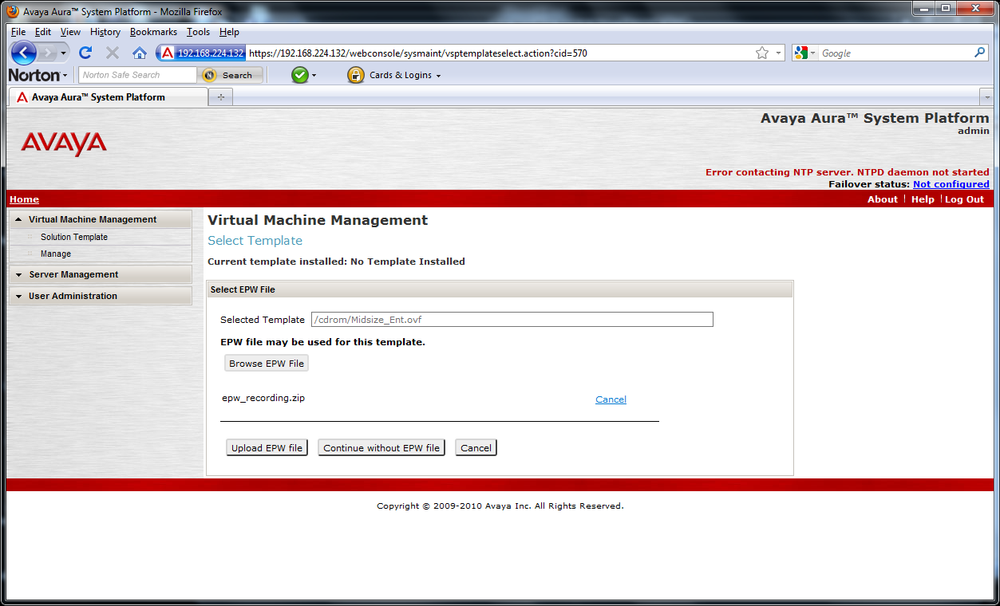 Avaya Aura™ System Platform - Mozilla Firefox
File Edit View History Bookmarks Tools Help
192.168.224.132 https://192.168.224.132/webconsole/sysmaint/vsptemplateselect.action?cid=570 Google
Norton Norton Safe Search Search Cards & Logins
Avaya Aura™ System Platform
Avaya Aura™ System Platform
admin
AVAYA
Error contacting NTP server. NTPD daemon not started
Failover status: Not configured
Home About Help Log Out
Virtual Machine Management
Solution Template
Manage
Server Management
User Administration
Virtual Machine Management
Select Template
Current template installed: No Template Installed
Select EPW File
Selected Template /cdrom/Midsize_Ent.ovf
EPW file may be used for this template.
Browse EPW File
epw_recording.zip Cancel
Upload EPW file Continue without EPW file Cancel
Copyright © 2009-2010 Avaya Inc. All Rights Reserved.